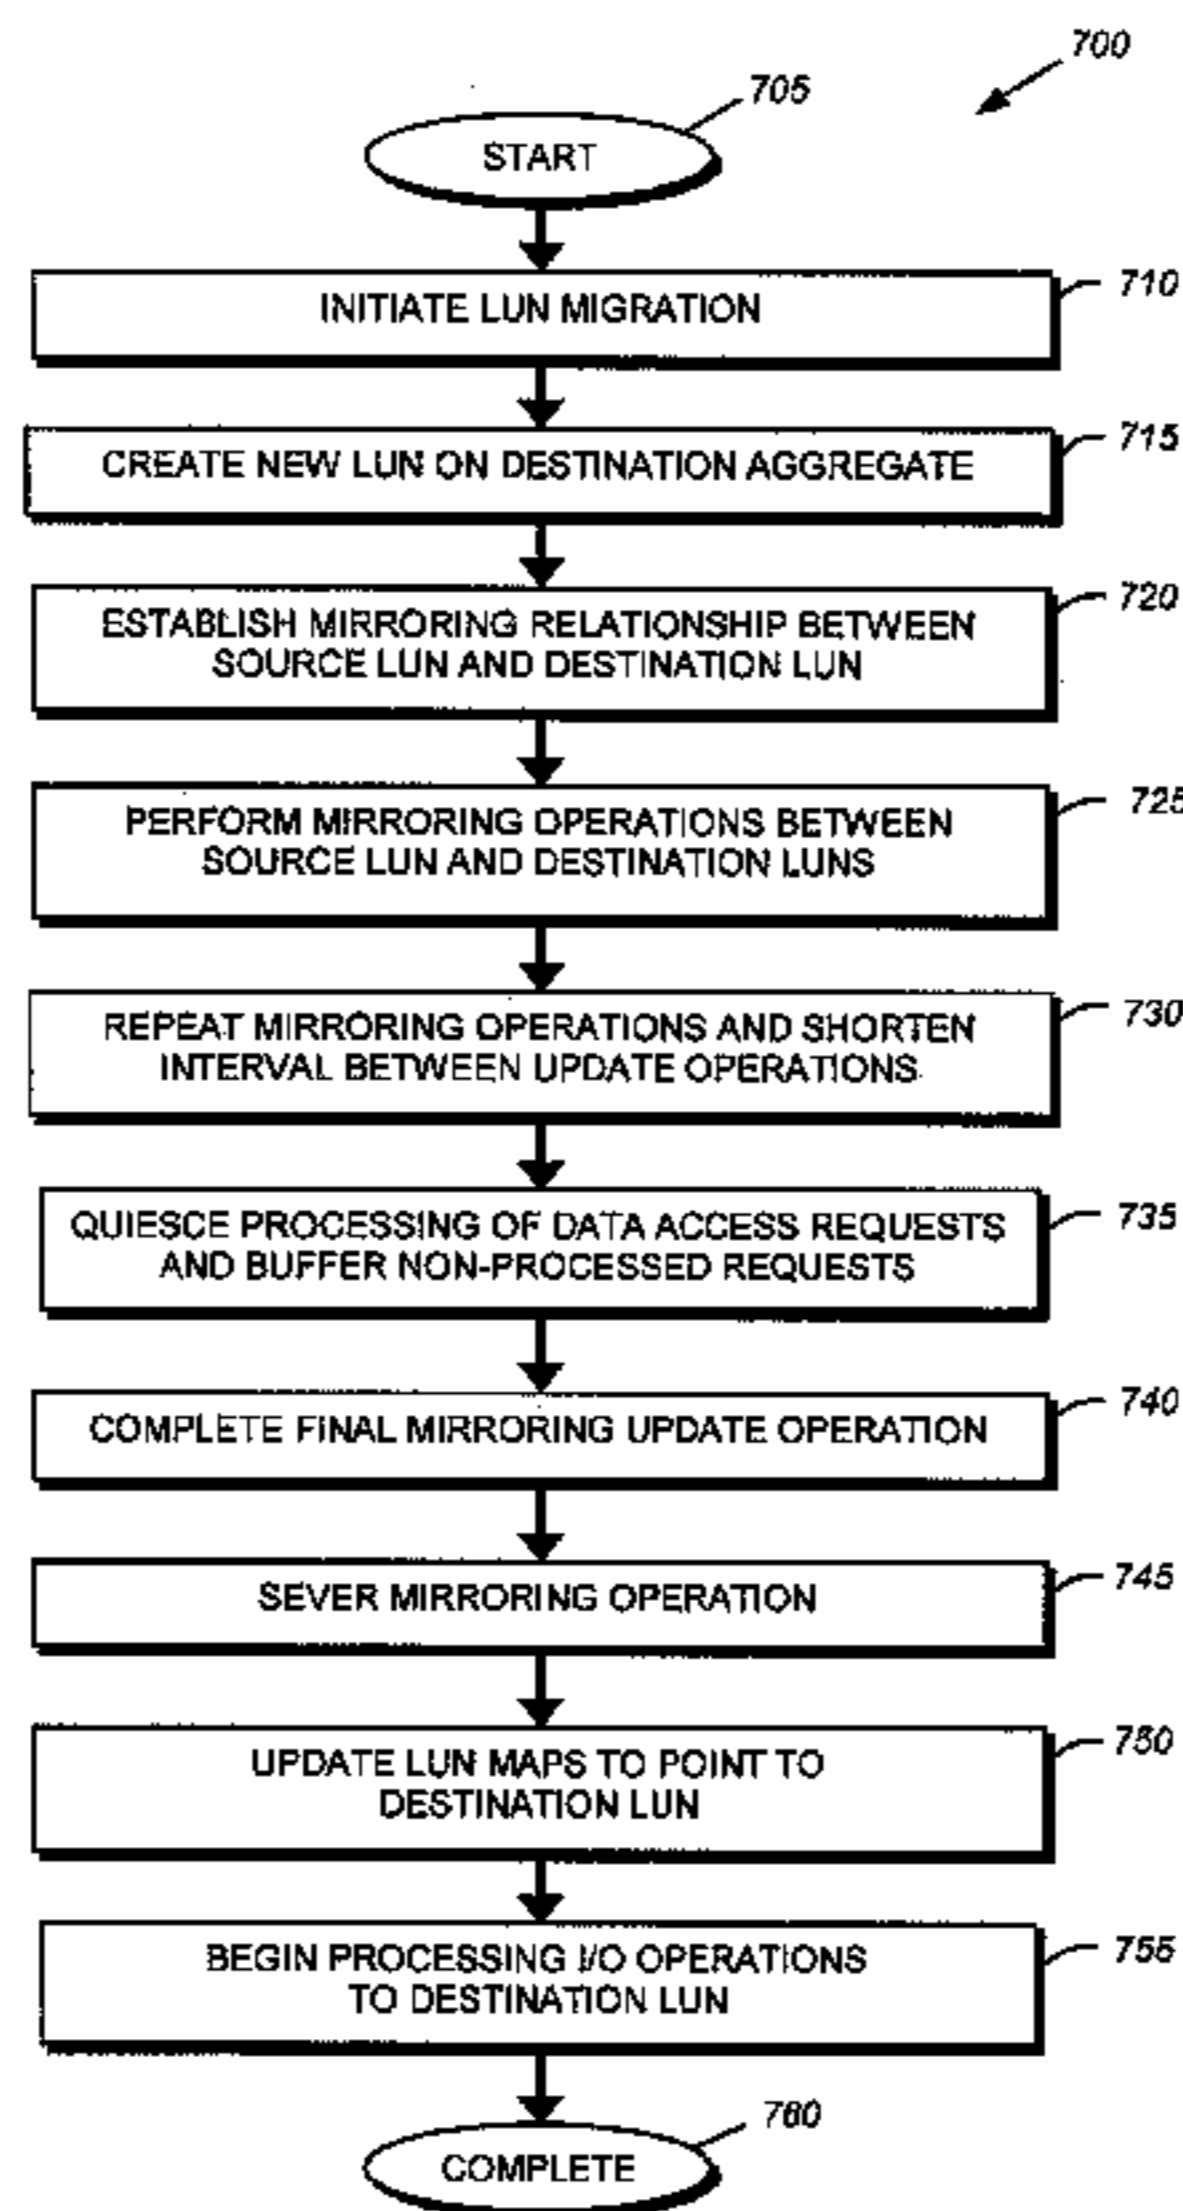 700
705
START
INITIATE LUN MIGRATION
710
CREATE NEW LUN ON DESTINATION AGGREGATE
715
ESTABLISH MIRRORING RELATIONSHIP BETWEEN
SOURCE LUN AND DESTINATION LUN
720
PERFORM MIRRORING OPERATIONS BETWEEN
SOURCE LUN AND DESTINATION LUNS
725
REPEAT MIRRORING OPERATIONS AND SHORTEN
INTERVAL BETWEEN UPDATE OPERATIONS
730
QUIESCE PROCESSING OF DATA ACCESS REQUESTS
AND BUFFER NON-PROCESSED REQUESTS
735
COMPLETE FINAL MIRRORING UPDATE OPERATION
740
SEVER MIRRORING OPERATION
745
UPDATE LUN MAPS TO POINT TO
DESTINATION LUN
750
BEGIN PROCESSING I/O OPERATIONS
TO DESTINATION LUN
755
760
COMPLETE